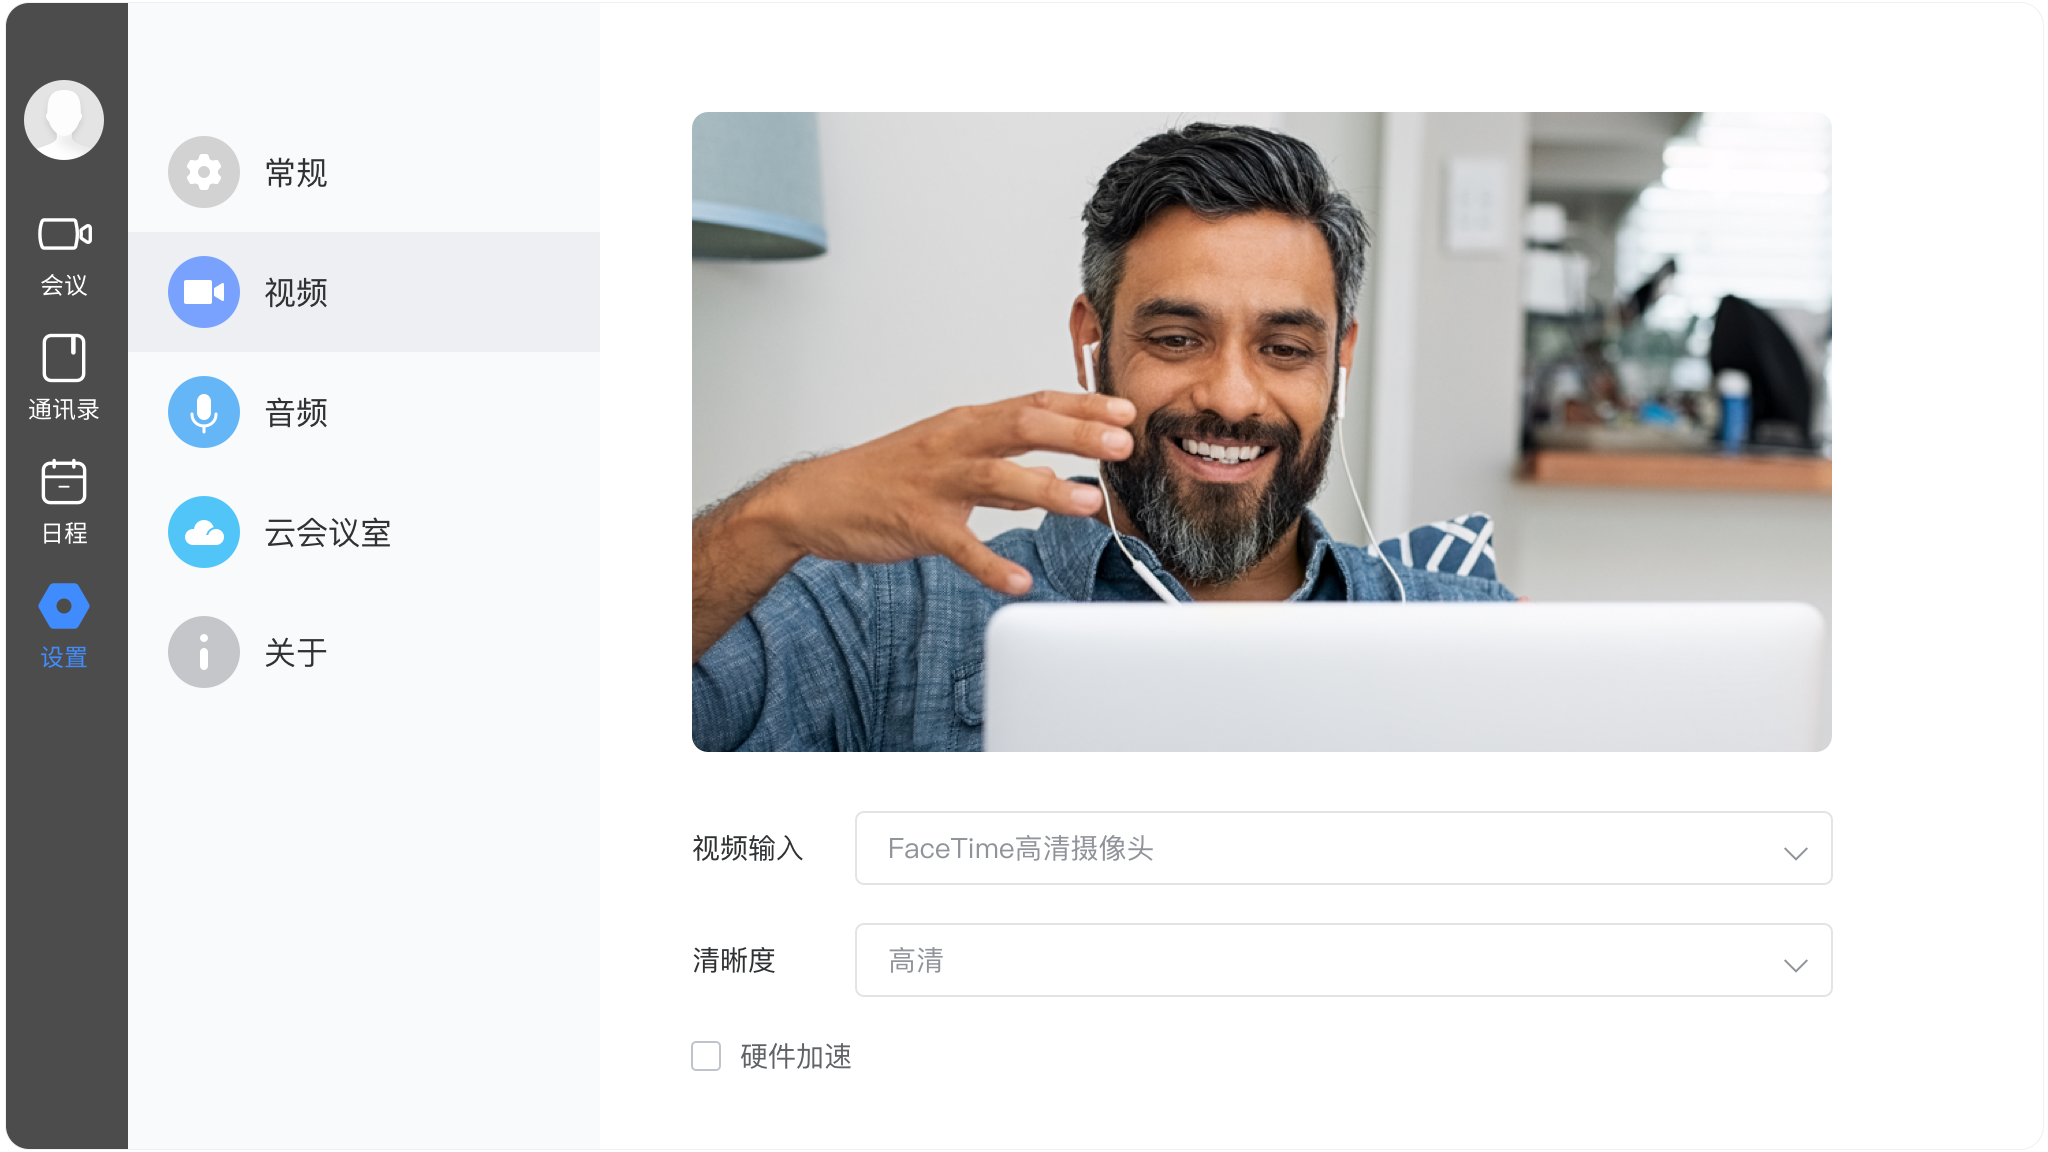 会议
通讯录
日程
设置
常规
视频
音频
云会议室
关于
视频输入
FaceTime高清摄像头
清晰度
高清
硬件加速